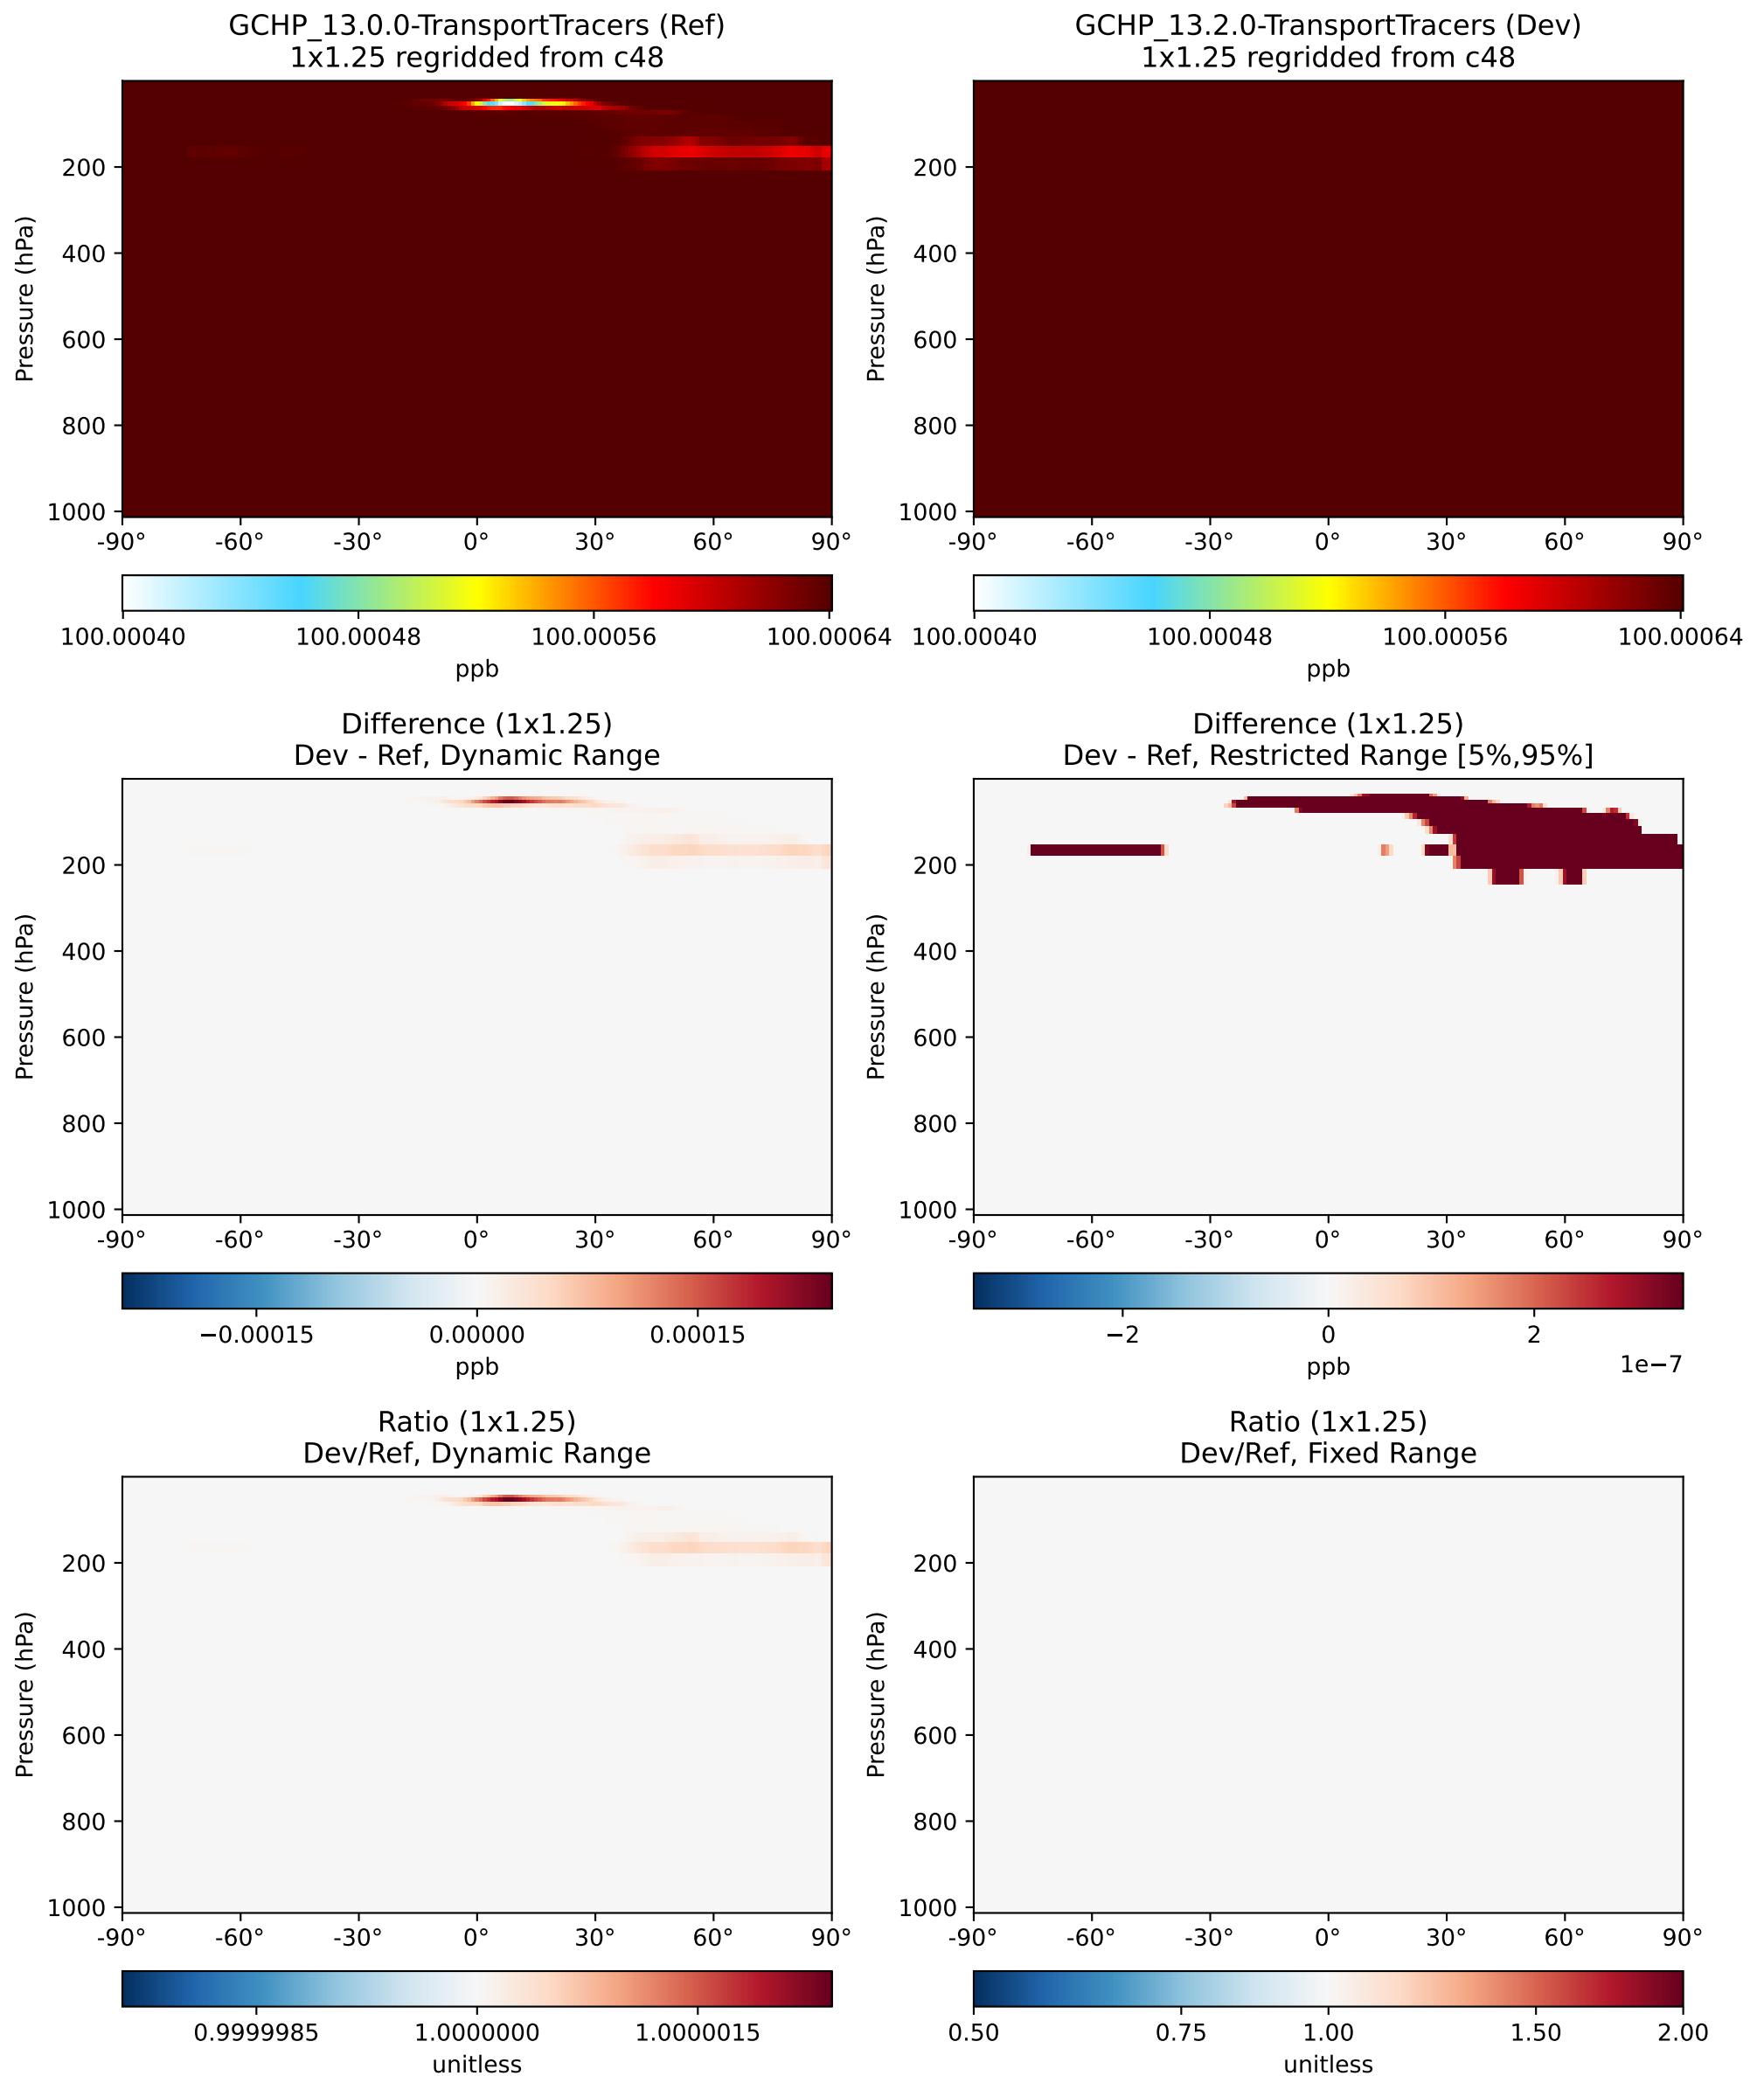 GCHP_13.0.0-TransportTracers (Ref)
1x1.25 regridded from c48
Pressure (hPa)
200
400
600
800
1000
-90° -60° -30° 0° 30° 60° 90°
100.00040 100.00048 100.00056 100.00064
ppb
GCHP_13.2.0-TransportTracers (Dev)
1x1.25 regridded from c48
Pressure (hPa)
200
400
600
800
1000
-90° -60° -30° 0° 30° 60° 90°
100.00040 100.00048 100.00056 100.00064
ppb
Difference (1x1.25)
Dev - Ref, Dynamic Range
Pressure (hPa)
200
400
600
800
1000
-90° -60° -30° 0° 30° 60° 90°
−0.00015 0.00000 0.00015
ppb
Difference (1x1.25)
Dev - Ref, Restricted Range [5%,95%]
Pressure (hPa)
200
400
600
800
1000
-90° -60° -30° 0° 30° 60° 90°
−2 0 2
ppb
1e−7
Ratio (1x1.25)
Dev/Ref, Dynamic Range
Pressure (hPa)
200
400
600
800
1000
-90° -60° -30° 0° 30° 60° 90°
0.9999985 1.0000000 1.0000015
unitless
Ratio (1x1.25)
Dev/Ref, Fixed Range
Pressure (hPa)
200
400
600
800
1000
-90° -60° -30° 0° 30° 60° 90°
0.50 0.75 1.00 1.50 2.00
unitless